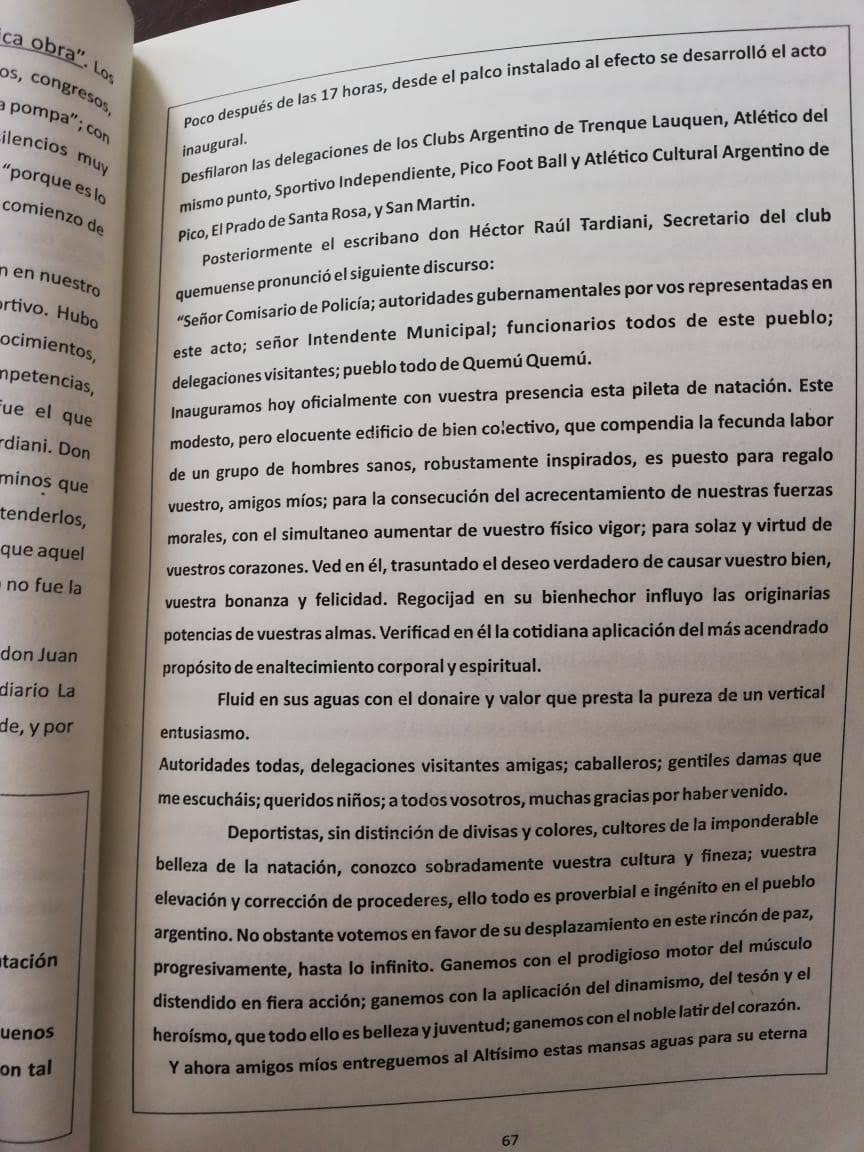 ica obra”. Los
os, congresos,
a pompa”; con
silencios muy
“porque es lo
comienzo de
n en nuestro
ortivo. Hubo
ocimientos,
mpetencias,
fue el que
rdiani. Don
minos que
tenderlos,
que aquel
no fue la
don Juan
diario La
de, y por
tación
uenos
on tal
Poco después de las 17 horas, desde el palco instalado al efecto se desarrolló el acto
inaugural.
Desfilaron las delegaciones de los Clubs Argentino de Trenque Lauquen, Atlético del
mismo punto, Sportivo Independiente, Pico Foot Ball y Atlético Cultural Argentino de
Pico, El Prado de Santa Rosa, y San Martin.
Posteriormente el escribano don Héctor Raúl Tardiani, Secretario del club
quemuense pronunció el siguiente discurso:
“Señor Comisario de Policía; autoridades gubernamentales por vos representadas en
este acto; señor Intendente Municipal; funcionarios todos de este pueblo;
delegaciones visitantes; pueblo todo de Quemú Quemú.
Inauguramos hoy oficialmente con vuestra presencia esta pileta de natación. Este
modesto, pero elocuente edificio de bien colectivo, que compendia la fecunda labor
de un grupo de hombres sanos, robustamente inspirados, es puesto para regalo
vuestro, amigos míos; para la consecución del acrecentamiento de nuestras fuerzas
morales, con el simultaneo aumentar de vuestro físico vigor; para solaz y virtud de
vuestros corazones. Ved en él, trasuntado el deseo verdadero de causar vuestro bien,
vuestra bonanza y felicidad. Regocijad en su bienhechor influyo las originarias
potencias de vuestras almas. Verificad en él la cotidiana aplicación del más acendrado
propósito de enaltecimiento corporal y espiritual.
Fluid en sus aguas con el donaire y valor que presta la pureza de un vertical
entusiasmo.
Autoridades todas, delegaciones visitantes amigas; caballeros; gentiles damas que
me escucháis; queridos niños; a todos vosotros, muchas gracias por haber venido.
Deportistas, sin distinción de divisas y colores, cultores de la imponderable
belleza de la natación, conozco sobradamente vuestra cultura y fineza; vuestra
elevación y corrección de procederes, ello todo es proverbial e ingénito en el pueblo
argentino. No obstante votemos en favor de su desplazamiento en este rincón de paz,
progresivamente, hasta lo infinito. Ganemos con el prodigioso motor del músculo
distendido en fiera acción; ganemos con la aplicación del dinamismo, del tesón y el
heroísmo, que todo ello es belleza y juventud; ganemos con el noble latir del corazón.
Y ahora amigos míos entreguemos al Altísimo estas mansas aguas para su eterna
67